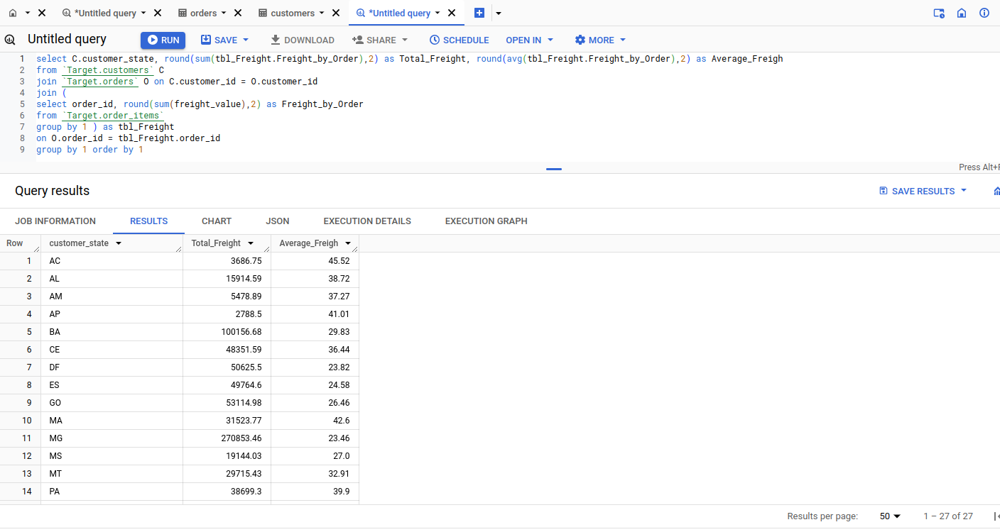 *Untitled query orders customers *Untitled query
Untitled query RUN SAVE DOWNLOAD SHARE SCHEDULE OPEN IN MORE
1 select C.customer_state, round(sum(tbl_Freight.Freight_by_Order),2) as Total_Freight, round(avg(tbl_Freight.Freight_by_Order),2) as Average_Freigh
2 from `Target.customers` C
3 join `Target.orders` O on C.customer_id = O.customer_id
4 join (
5 select order_id, round(sum(freight_value),2) as Freight_by_Order
6 from `Target.order_items`
7 group by 1 ) as tbl_Freight
8 on O.order_id = tbl_Freight.order_id
9 group by 1 order by 1
Press Alt+F
Query results SAVE RESULTS
JOB INFORMATION RESULTS CHART JSON EXECUTION DETAILS EXECUTION GRAPH
Row customer_state Total_Freight Average_Freigh
1 AC 3686.75 45.52
2 AL 15914.59 38.72
3 AM 5478.89 37.27
4 AP 2788.5 41.01
5 BA 100156.68 29.83
6 CE 48351.59 36.44
7 DF 50625.5 23.82
8 ES 49764.6 24.58
9 GO 53114.98 26.46
10 MA 31523.77 42.6
11 MG 270853.46 23.46
12 MS 19144.03 27.0
13 MT 29715.43 32.91
14 PA 38699.3 39.9
Results per page: 50 1 – 27 of 27